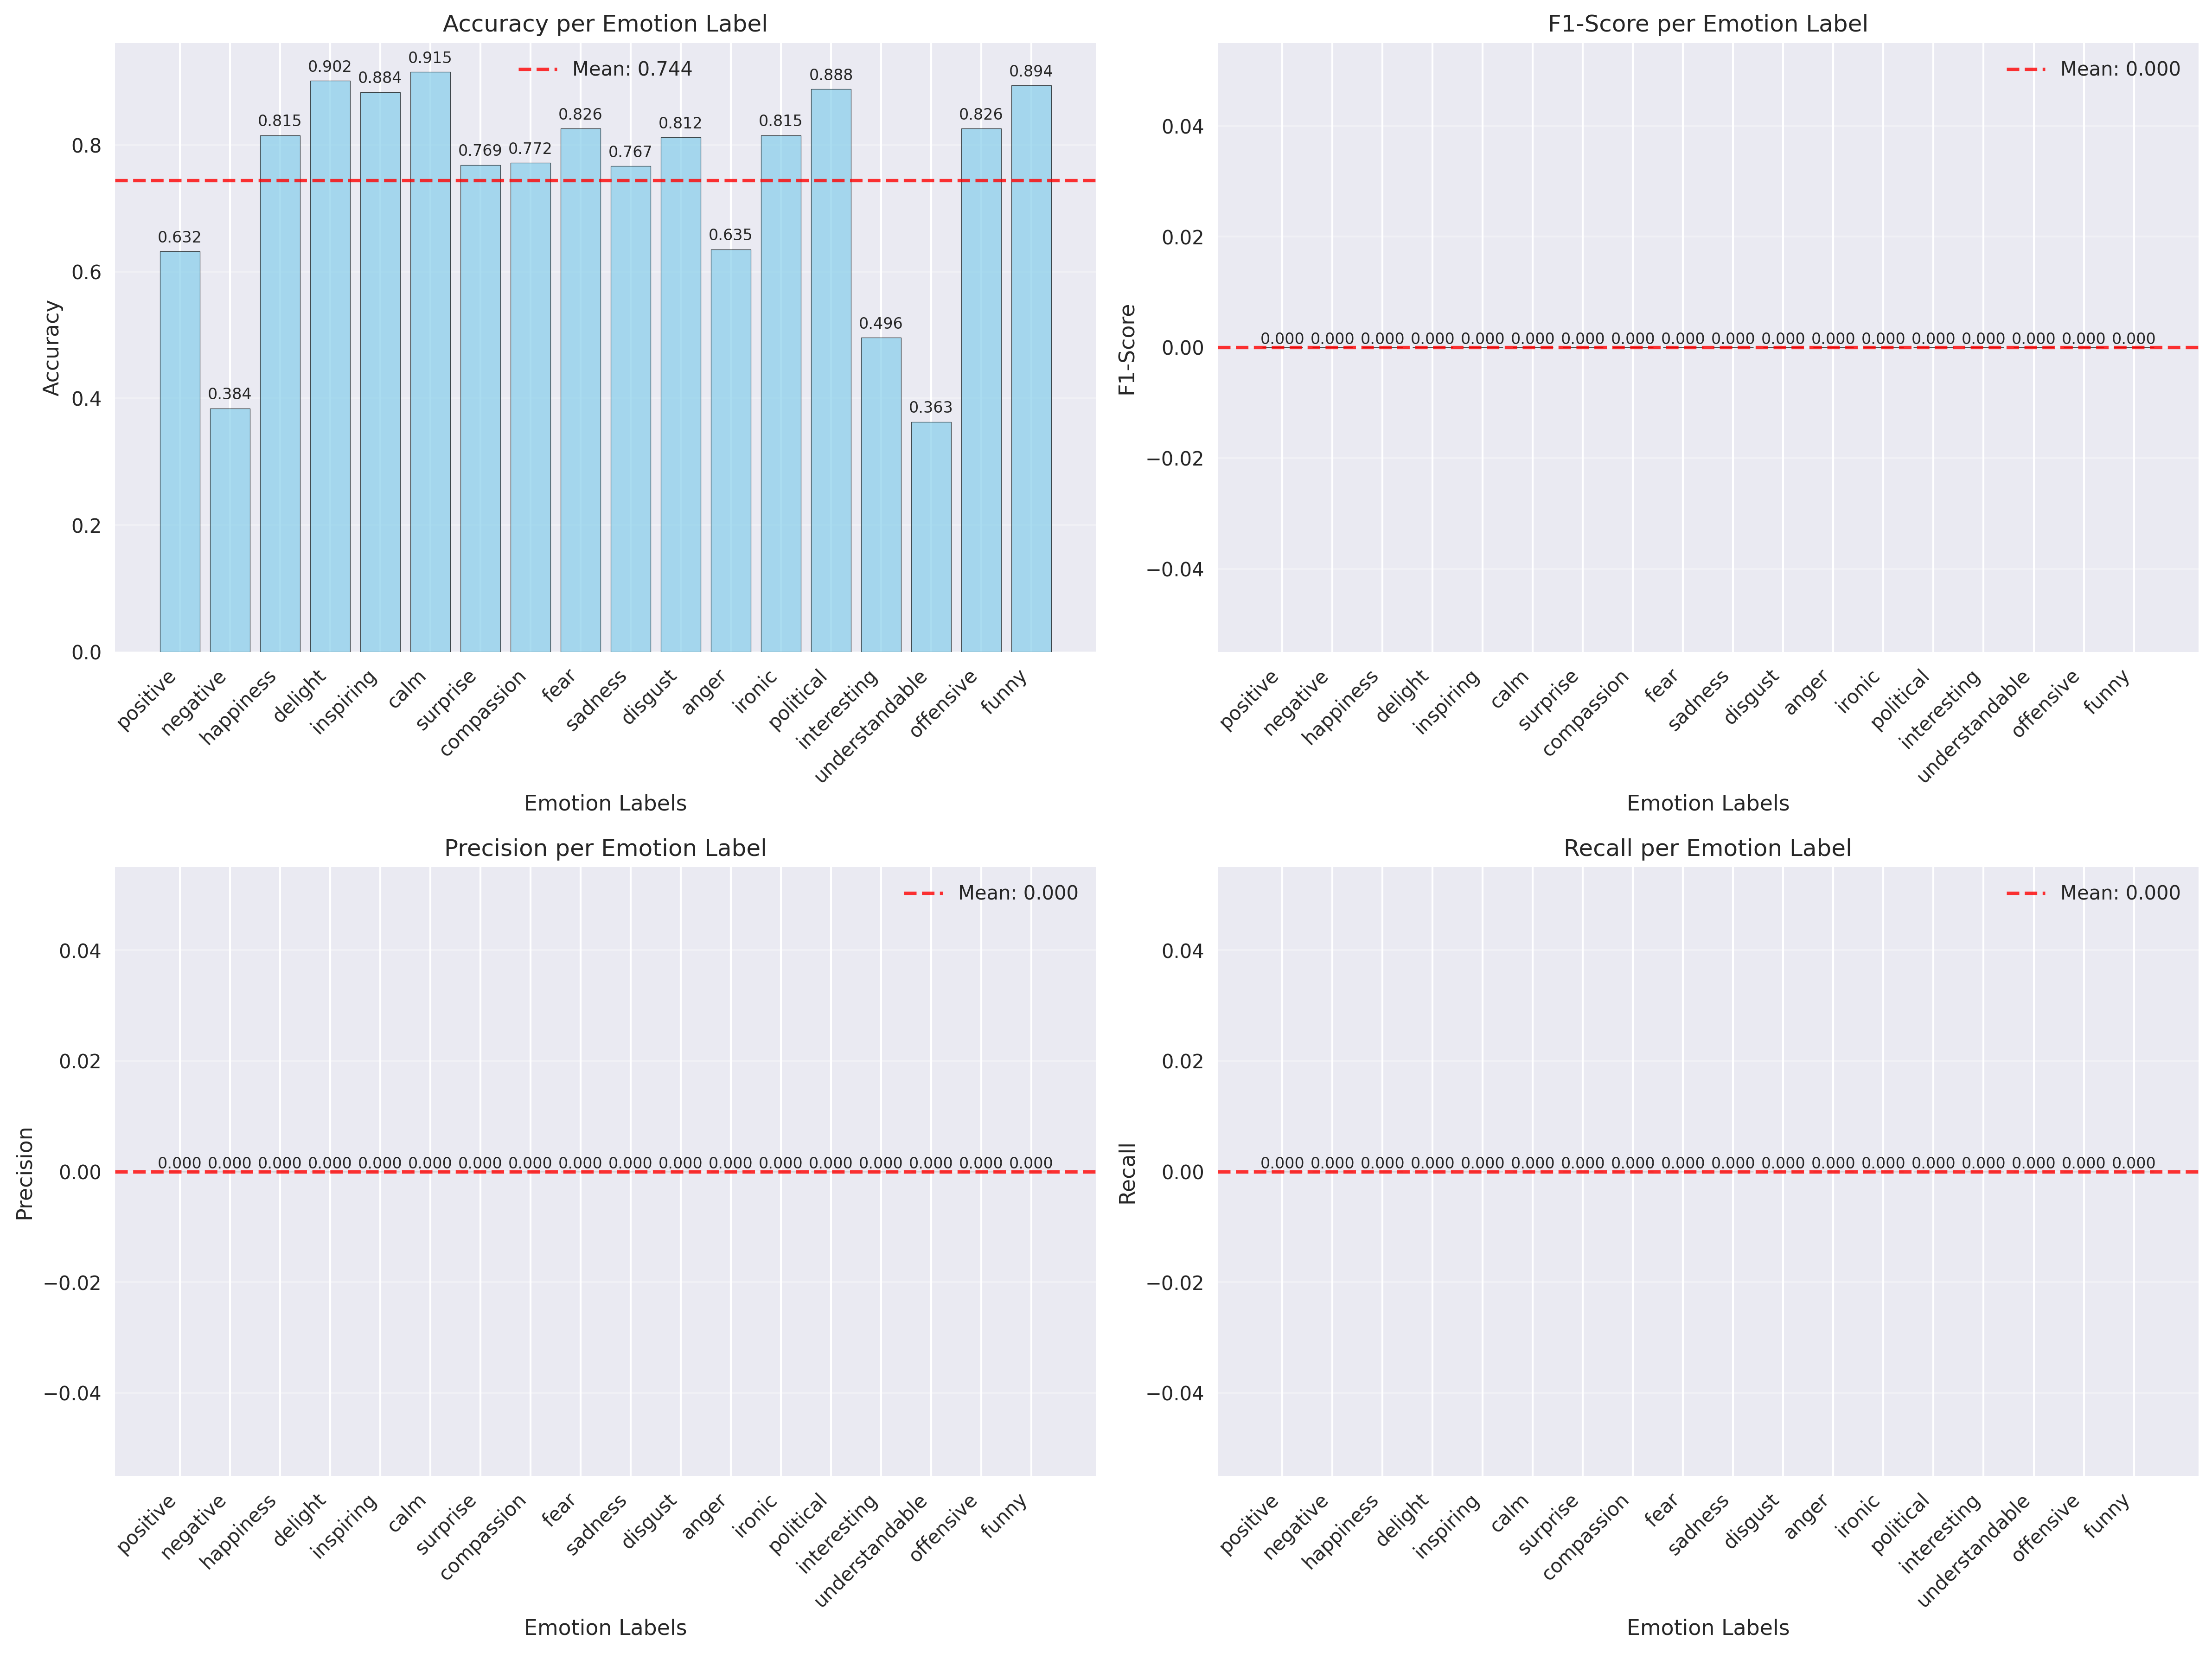 Accuracy per Emotion Label
Mean: 0.744
0.632 0.384 0.815 0.902 0.884 0.915 0.769 0.772 0.826 0.767 0.812 0.635 0.815 0.888 0.496 0.363 0.826 0.894
Accuracy
0.8
0.6
0.4
0.2
0.0
positive negative happiness delight inspiring calm surprise compassion fear sadness disgust anger ironic political interesting understandable offensive funny
Emotion Labels
F1-Score per Emotion Label
Mean: 0.000
0.000 0.000 0.000 0.000 0.000 0.000 0.000 0.000 0.000 0.000 0.000 0.000 0.000 0.000 0.000 0.000 0.000 0.000
F1-Score
0.04
0.02
0.00
−0.02
−0.04
positive negative happiness delight inspiring calm surprise compassion fear sadness disgust anger ironic political interesting understandable offensive funny
Emotion Labels
Precision per Emotion Label
Mean: 0.000
0.000 0.000 0.000 0.000 0.000 0.000 0.000 0.000 0.000 0.000 0.000 0.000 0.000 0.000 0.000 0.000 0.000 0.000
Precision
0.04
0.02
0.00
−0.02
−0.04
positive negative happiness delight inspiring calm surprise compassion fear sadness disgust anger ironic political interesting understandable offensive funny
Emotion Labels
Recall per Emotion Label
Mean: 0.000
0.000 0.000 0.000 0.000 0.000 0.000 0.000 0.000 0.000 0.000 0.000 0.000 0.000 0.000 0.000 0.000 0.000 0.000
Recall
0.04
0.02
0.00
−0.02
−0.04
positive negative happiness delight inspiring calm surprise compassion fear sadness disgust anger ironic political interesting understandable offensive funny
Emotion Labels